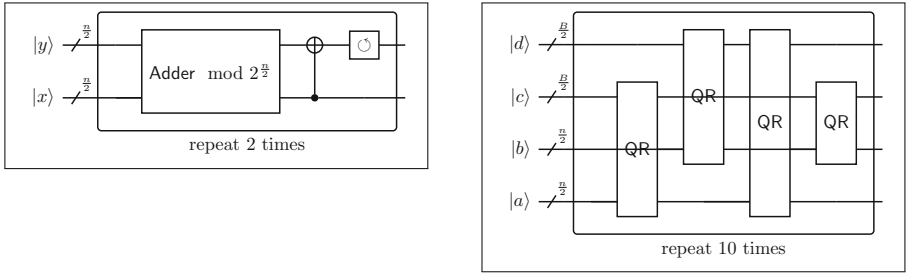 |y⟩ n/2 Adder mod 2^{n/2} ↺
|x⟩ n/2
repeat 2 times
|d⟩ B/2
|c⟩ B/2 QR QR QR QR
|b⟩ n/2
|a⟩ n/2
repeat 10 times